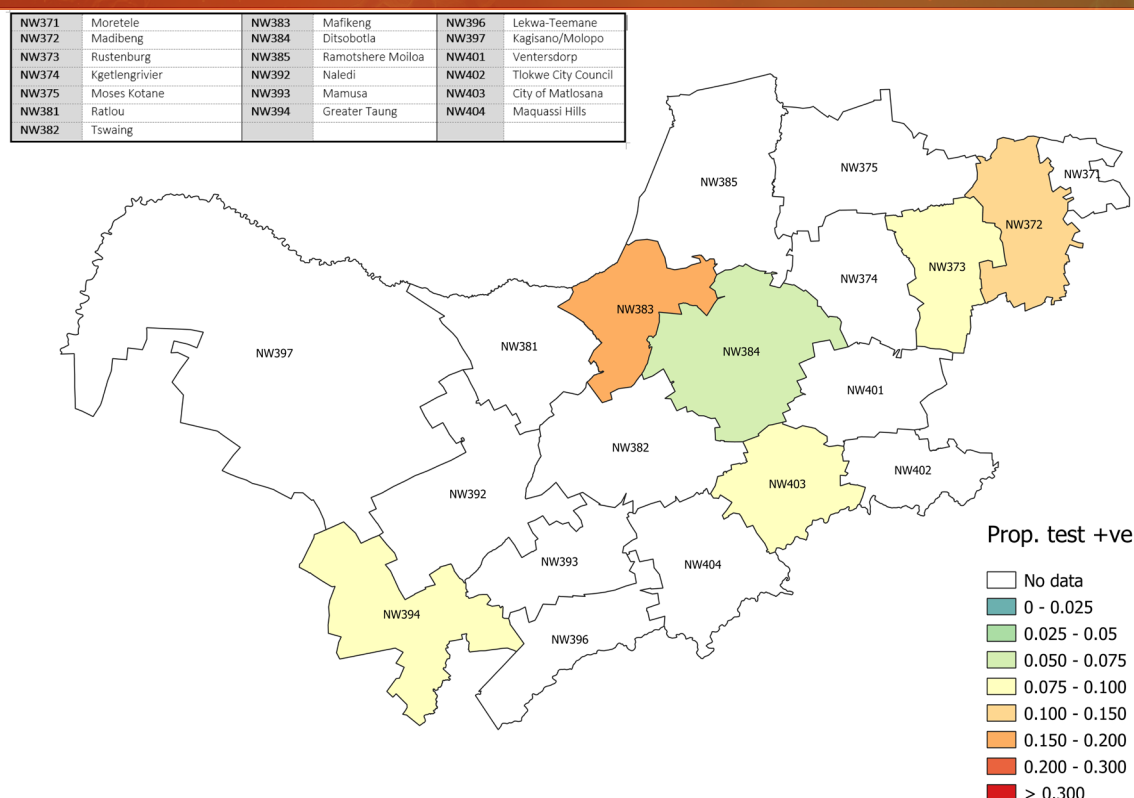 NW371 Moretele NW383 Mafikeng NW396 Lekwa-Teemane
NW372 Madibeng NW384 Ditsobotla NW397 Kagisano/Molopo
NW373 Rustenburg NW385 Ramotshere Moiloa NW401 Ventersdorp
NW374 Kgetlengrivier NW392 Naledi NW402 Tlokwe City Council
NW375 Moses Kotane NW393 Mamusa NW403 City of Matlosana
NW381 Ratlou NW394 Greater Taung NW404 Maquassi Hills
NW382 Tswaing
NW375
NW371
NW385
NW372
NW373
NW374
NW383
NW381
NW384
NW397
NW401
NW382
NW402
NW403
NW392
NW393
NW404
NW394
NW396
Prop. test +ve
No data
0 - 0.025
0.025 - 0.05
0.050 - 0.075
0.075 - 0.100
0.100 - 0.150
0.150 - 0.200
0.200 - 0.300
> 0.300